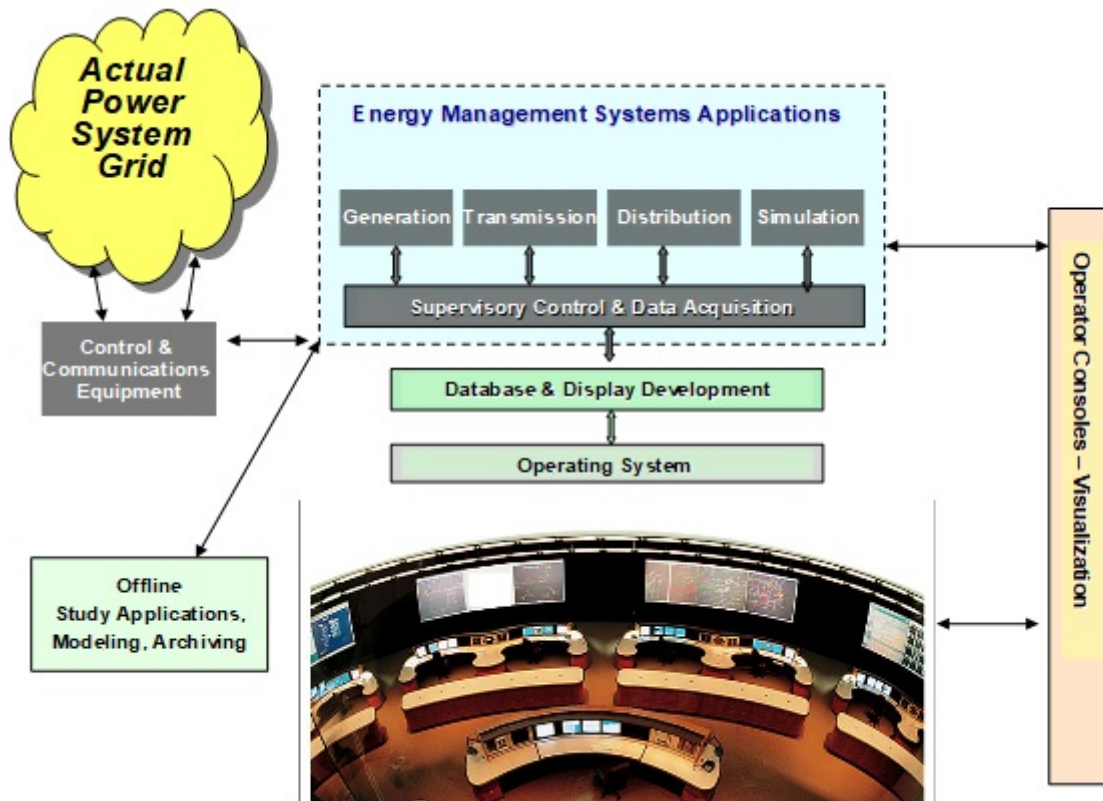 Actual
Power
System
Grid
Energy Management Systems Applications
Generation
Transmission
Distribution
Simulation
Supervisory Control & Data Acquisition
Control &
Communications
Equipment
Database & Display Development
Operating System
Operator Consoles – Visualization
Offline
Study Applications,
Modeling, Archiving